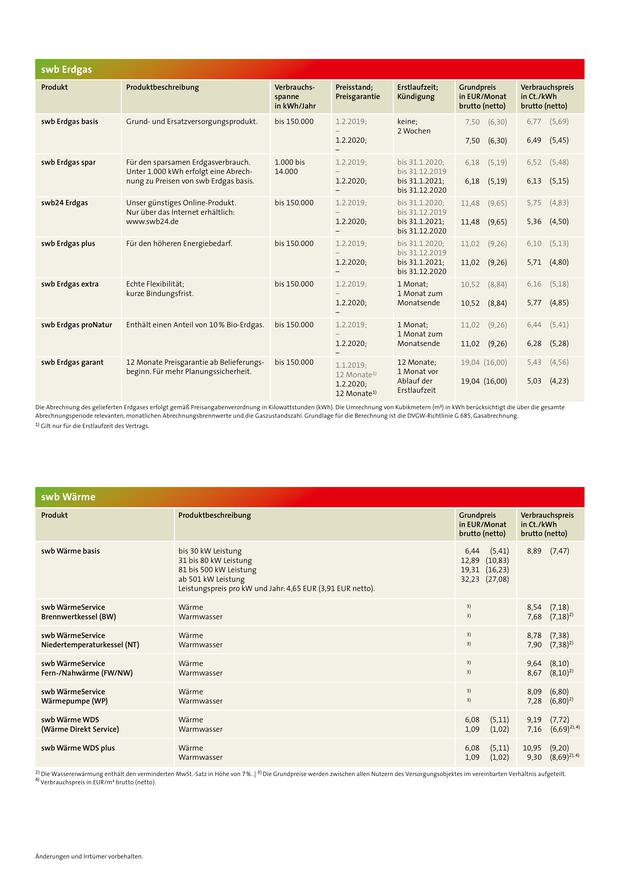 swb Erdgas
Produkt Produktbeschreibung Verbrauchs- Preisstand; Erstlaufzeit; Grundpreis Verbrauchspreis
spanne Preisgarantie Kündigung in EUR/Monat in Ct./kWh
in kWh/Jahr brutto (netto) brutto (netto)
swb Erdgas basis Grund- und Ersatzversorgungsprodukt. bis 150.000 1.2.2019; keine; 7,50 (6,30) 6,77 (5,69)
– 2 Wochen
1.2.2020; 7,50 (6,30) 6,49 (5,45)
–
swb Erdgas spar Für den sparsamen Erdgasverbrauch. 1.000 bis 1.2.2019; bis 31.1.2020; 6,18 (5,19) 6,52 (5,48)
Unter 1.000 kWh erfolgt eine Abrech- 14.000 – bis 31.12.2019
nung zu Preisen von swb Erdgas basis. 1.2.2020; bis 31.1.2021; 6,18 (5,19) 6,13 (5,15)
– bis 31.12.2020
swb24 Erdgas Unser günstiges Online-Produkt. bis 150.000 1.2.2019; bis 31.1.2020; 11,48 (9,65) 5,75 (4,83)
Nur über das Internet erhältlich: – bis 31.12.2019
www.swb24.de 1.2.2020; bis 31.1.2021; 11,48 (9,65) 5,36 (4,50)
– bis 31.12.2020
swb Erdgas plus Für den höheren Energiebedarf. bis 150.000 1.2.2019; bis 31.1.2020; 11,02 (9,26) 6,10 (5,13)
– bis 31.12.2019
1.2.2020; bis 31.1.2021; 11,02 (9,26) 5,71 (4,80)
– bis 31.12.2020
swb Erdgas extra Echte Flexibilität; bis 150.000 1.2.2019; 1 Monat; 10,52 (8,84) 6,16 (5,18)
kurze Bindungsfrist. – 1 Monat zum
1.2.2020; Monatsende 10,52 (8,84) 5,77 (4,85)
–
swb Erdgas proNatur Enthält einen Anteil von 10 % Bio-Erdgas. bis 150.000 1.2.2019; 1 Monat; 11,02 (9,26) 6,44 (5,41)
– 1 Monat zum
1.2.2020; Monatsende 11,02 (9,26) 6,28 (5,28)
–
swb Erdgas garant 12 Monate Preisgarantie ab Belieferungs- bis 150.000 1.1.2019; 12 Monate; 19,04 (16,00) 5,43 (4,56)
beginn. Für mehr Planungssicherheit. 12 Monate¹⁾ 1 Monat vor
1.2.2020; Ablauf der 19,04 (16,00) 5,03 (4,23)
12 Monate¹⁾ Erstlaufzeit
Die Abrechnung des gelieferten Erdgases erfolgt gemäß Preisangabenverordnung in Kilowattstunden (kWh). Die Umrechnung von Kubikmetern (m³) in kWh berücksichtigt die über die gesamte
Abrechnungsperiode relevanten, monatlichen Abrechnungsbrennwerte und die Gaszustandszahl. Grundlage für die Berechnung ist die DVGW-Richtlinie G 685, Gasabrechnung.
¹⁾ Gilt nur für die Erstlaufzeit des Vertrags.
swb Wärme
Produkt Produktbeschreibung Grundpreis Verbrauchspreis
in EUR/Monat in Ct./kWh
brutto (netto) brutto (netto)
swb Wärme basis bis 30 kW Leistung 6,44 (5,41) 8,89 (7,47)
31 bis 80 kW Leistung 12,89 (10,83)
81 bis 500 kW Leistung 19,31 (16,23)
ab 501 kW Leistung 32,23 (27,08)
Leistungspreis pro kW und Jahr: 4,65 EUR (3,91 EUR netto).
swb WärmeService Wärme ³⁾ 8,54 (7,18)
Brennwertkessel (BW) Warmwasser ³⁾ 7,68 (7,18)²⁾
swb WärmeService Wärme ³⁾ 8,78 (7,38)
Niedertemperaturkessel (NT) Warmwasser ³⁾ 7,90 (7,38)²⁾
swb WärmeService Wärme ³⁾ 9,64 (8,10)
Fern-/Nahwärme (FW/NW) Warmwasser ³⁾ 8,67 (8,10)²⁾
swb WärmeService Wärme ³⁾ 8,09 (6,80)
Wärmepumpe (WP) Warmwasser ³⁾ 7,28 (6,80)²⁾
swb Wärme WDS Wärme 6,08 (5,11) 9,19 (7,72)
(Wärme Direkt Service) Warmwasser 1,09 (1,02) 7,16 (6,69)²⁾,⁴⁾
swb Wärme WDS plus Wärme 6,08 (5,11) 10,95 (9,20)
Warmwasser 1,09 (1,02) 9,30 (8,69)²⁾,⁴⁾
²⁾ Die Wassererwärmung enthält den verminderten MwSt.-Satz in Höhe von 7 %. | ³⁾ Die Grundpreise werden zwischen allen Nutzern des Versorgungsobjektes im vereinbarten Verhältnis aufgeteilt.
⁴⁾ Verbrauchspreis in EUR/m³ brutto (netto).
Änderungen und Irrtümer vorbehalten.